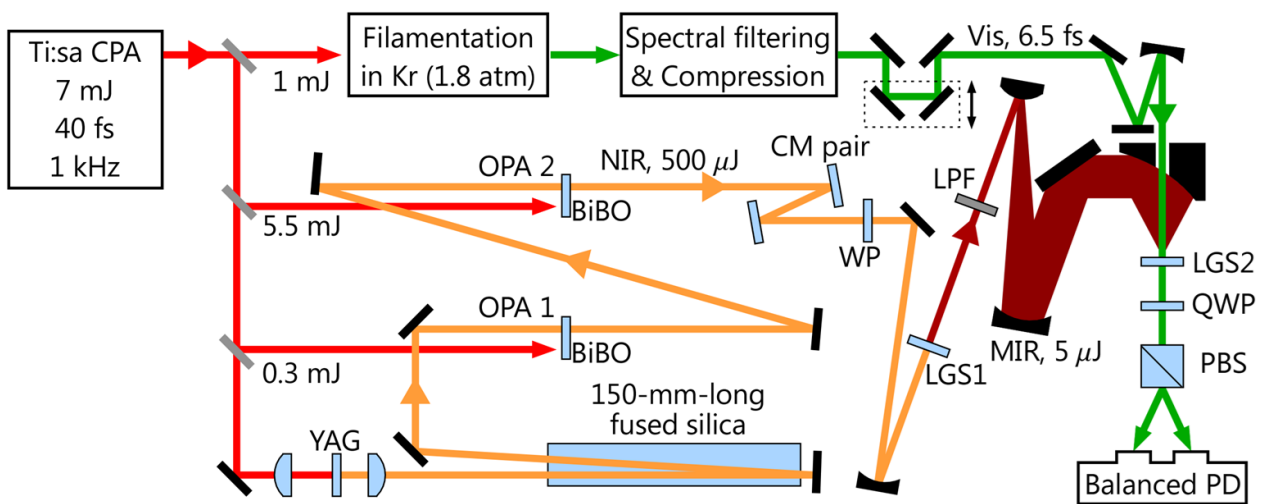 Ti:sa CPA
7 mJ
40 fs
1 kHz
1 mJ
Filamentation
in Kr (1.8 atm)
Spectral filtering
& Compression
Vis, 6.5 fs
OPA 2
NIR, 500 μJ
CM pair
LPF
5.5 mJ
BiBO
WP
LGS2
QWP
OPA 1
0.3 mJ
BiBO
LGS1
MIR, 5 μJ
PBS
150-mm-long
fused silica
YAG
Balanced PD